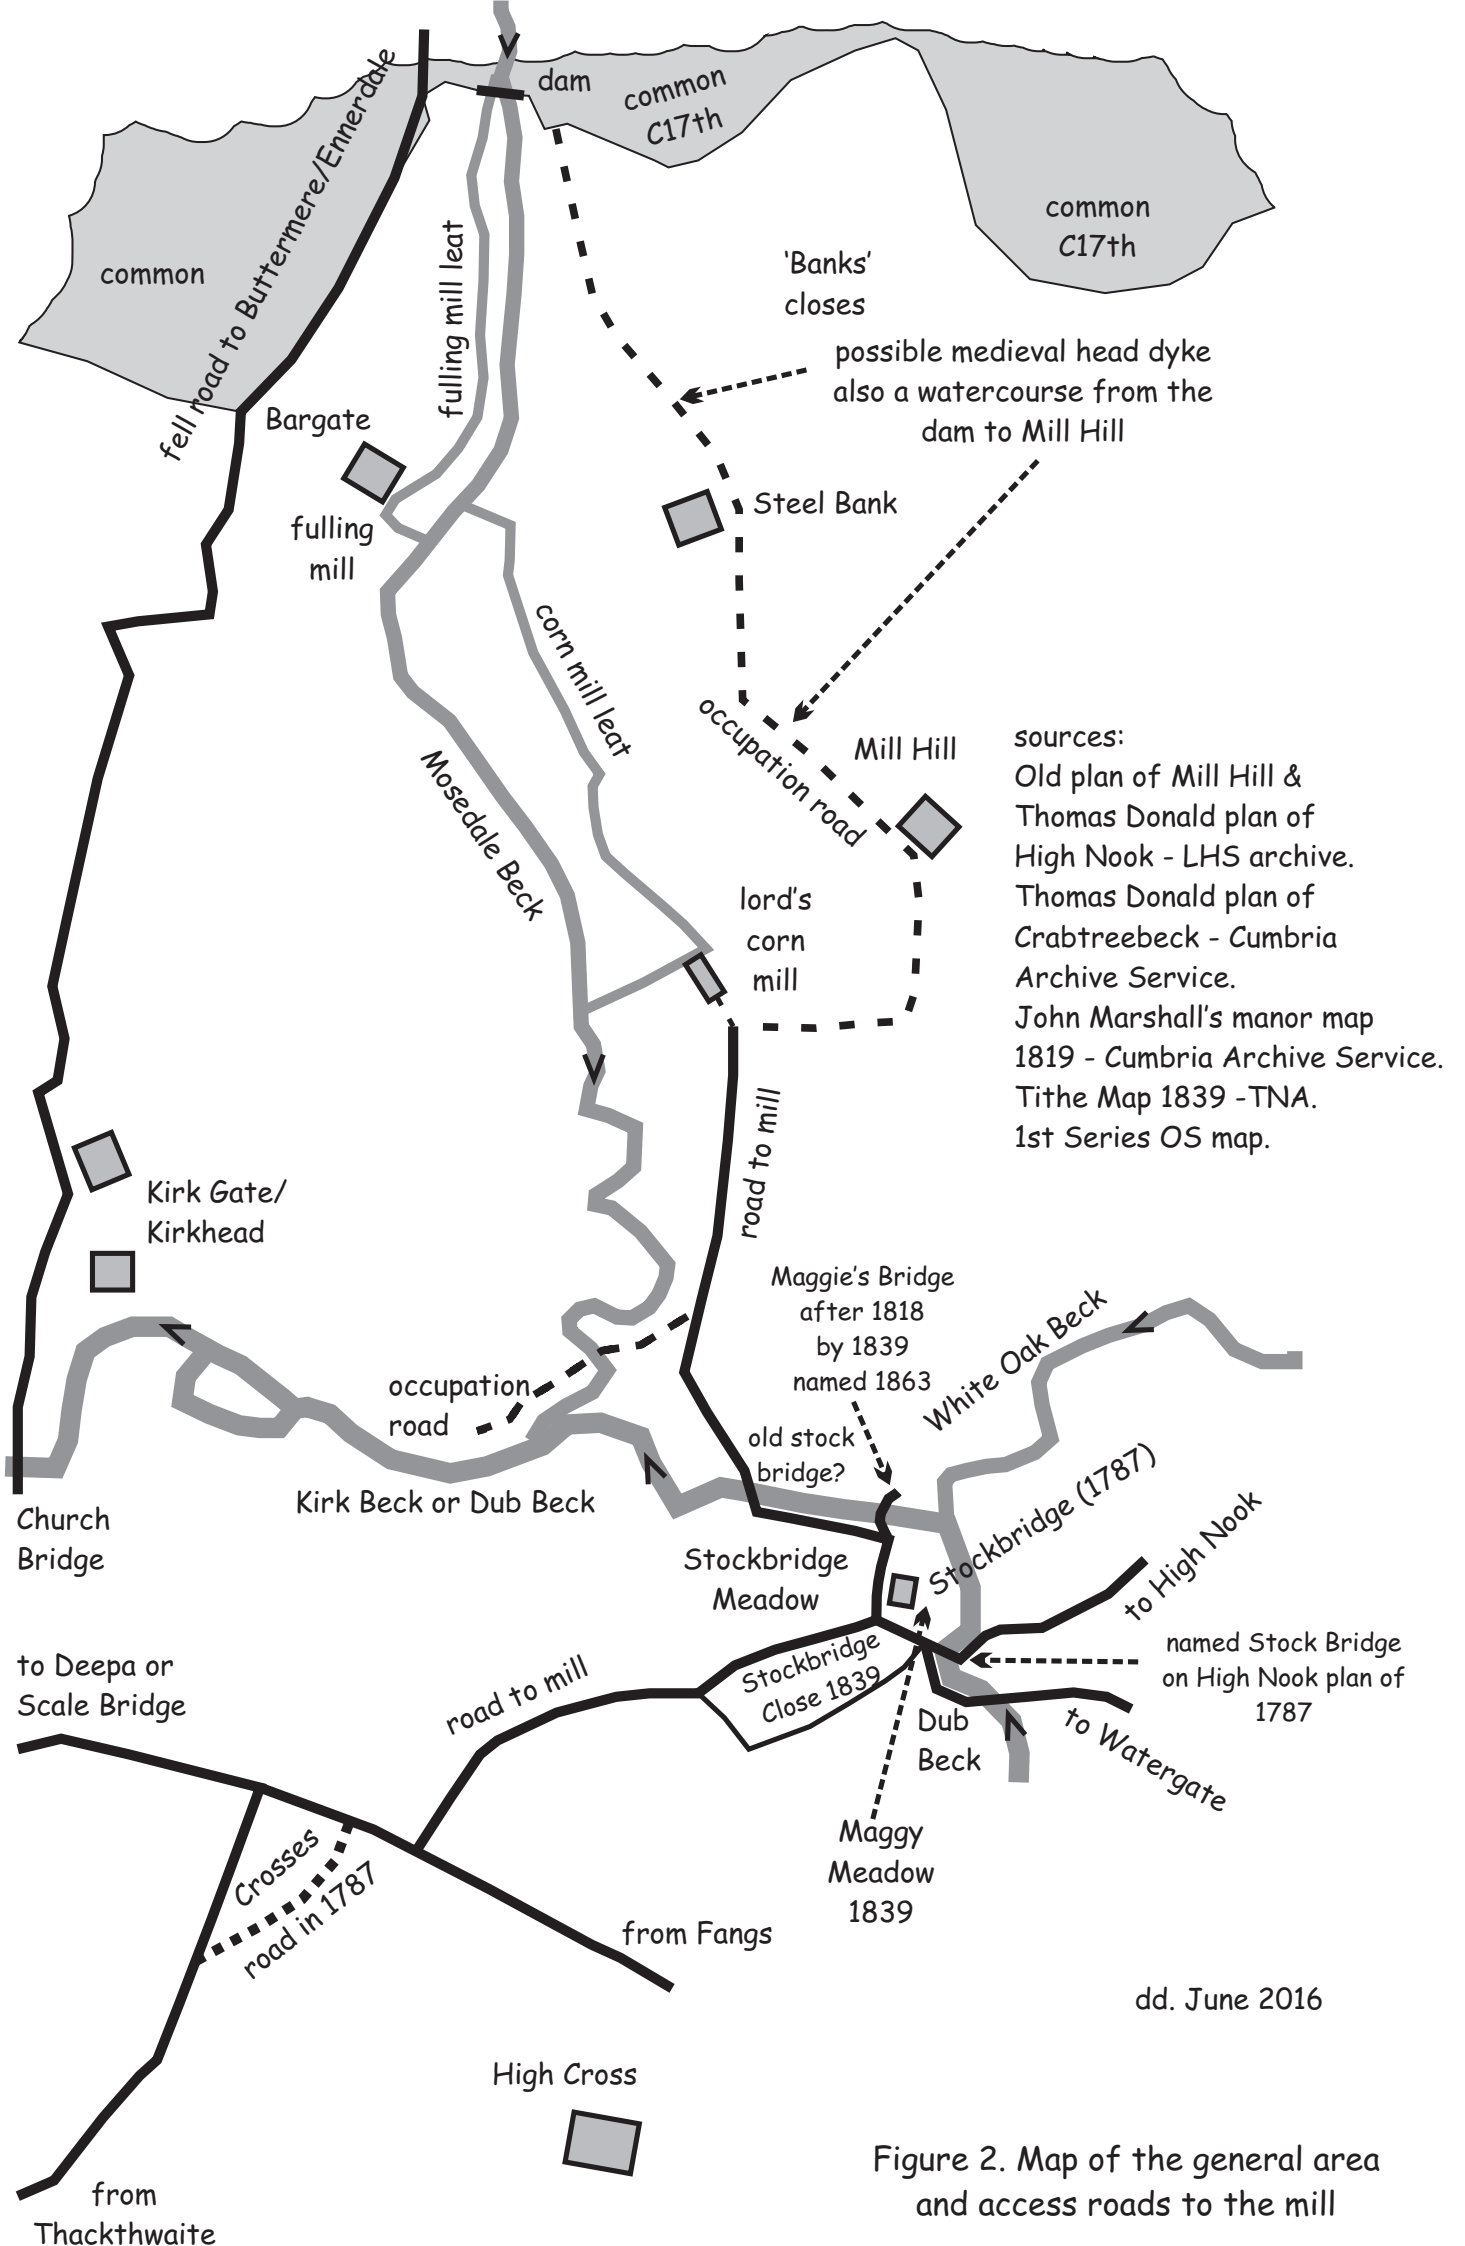 dam
common
C17th
common
C17th
common
fell road to Buttermere/Ennerdale
fulling mill leat
'Banks'
closes
possible medieval head dyke
also a watercourse from the
dam to Mill Hill
Bargate
fulling
mill
Steel Bank
corn mill leat
occupation road
Mill Hill
Mosedale Beck
sources:
Old plan of Mill Hill &
Thomas Donald plan of
High Nook - LHS archive.
Thomas Donald plan of
Crabtreebeck - Cumbria
Archive Service.
John Marshall's manor map
1819 - Cumbria Archive Service.
Tithe Map 1839 -TNA.
1st Series OS map.
lord's
corn
mill
road to mill
Kirk Gate/
Kirkhead
Maggie's Bridge
after 1818
by 1839
named 1863
White Oak Beck
occupation
road
old stock
bridge?
Kirk Beck or Dub Beck
Stockbridge (1787)
Church
Bridge
Stockbridge
Meadow
to High Nook
named Stock Bridge
on High Nook plan of
1787
to Deepa or
Scale Bridge
road to mill
Stockbridge
Close 1839
Dub
Beck
to Watergate
Maggy
Meadow
1839
Crosses
road in 1787
from Fangs
dd. June 2016
High Cross
from
Thackthwaite
Figure 2. Map of the general area
and access roads to the mill